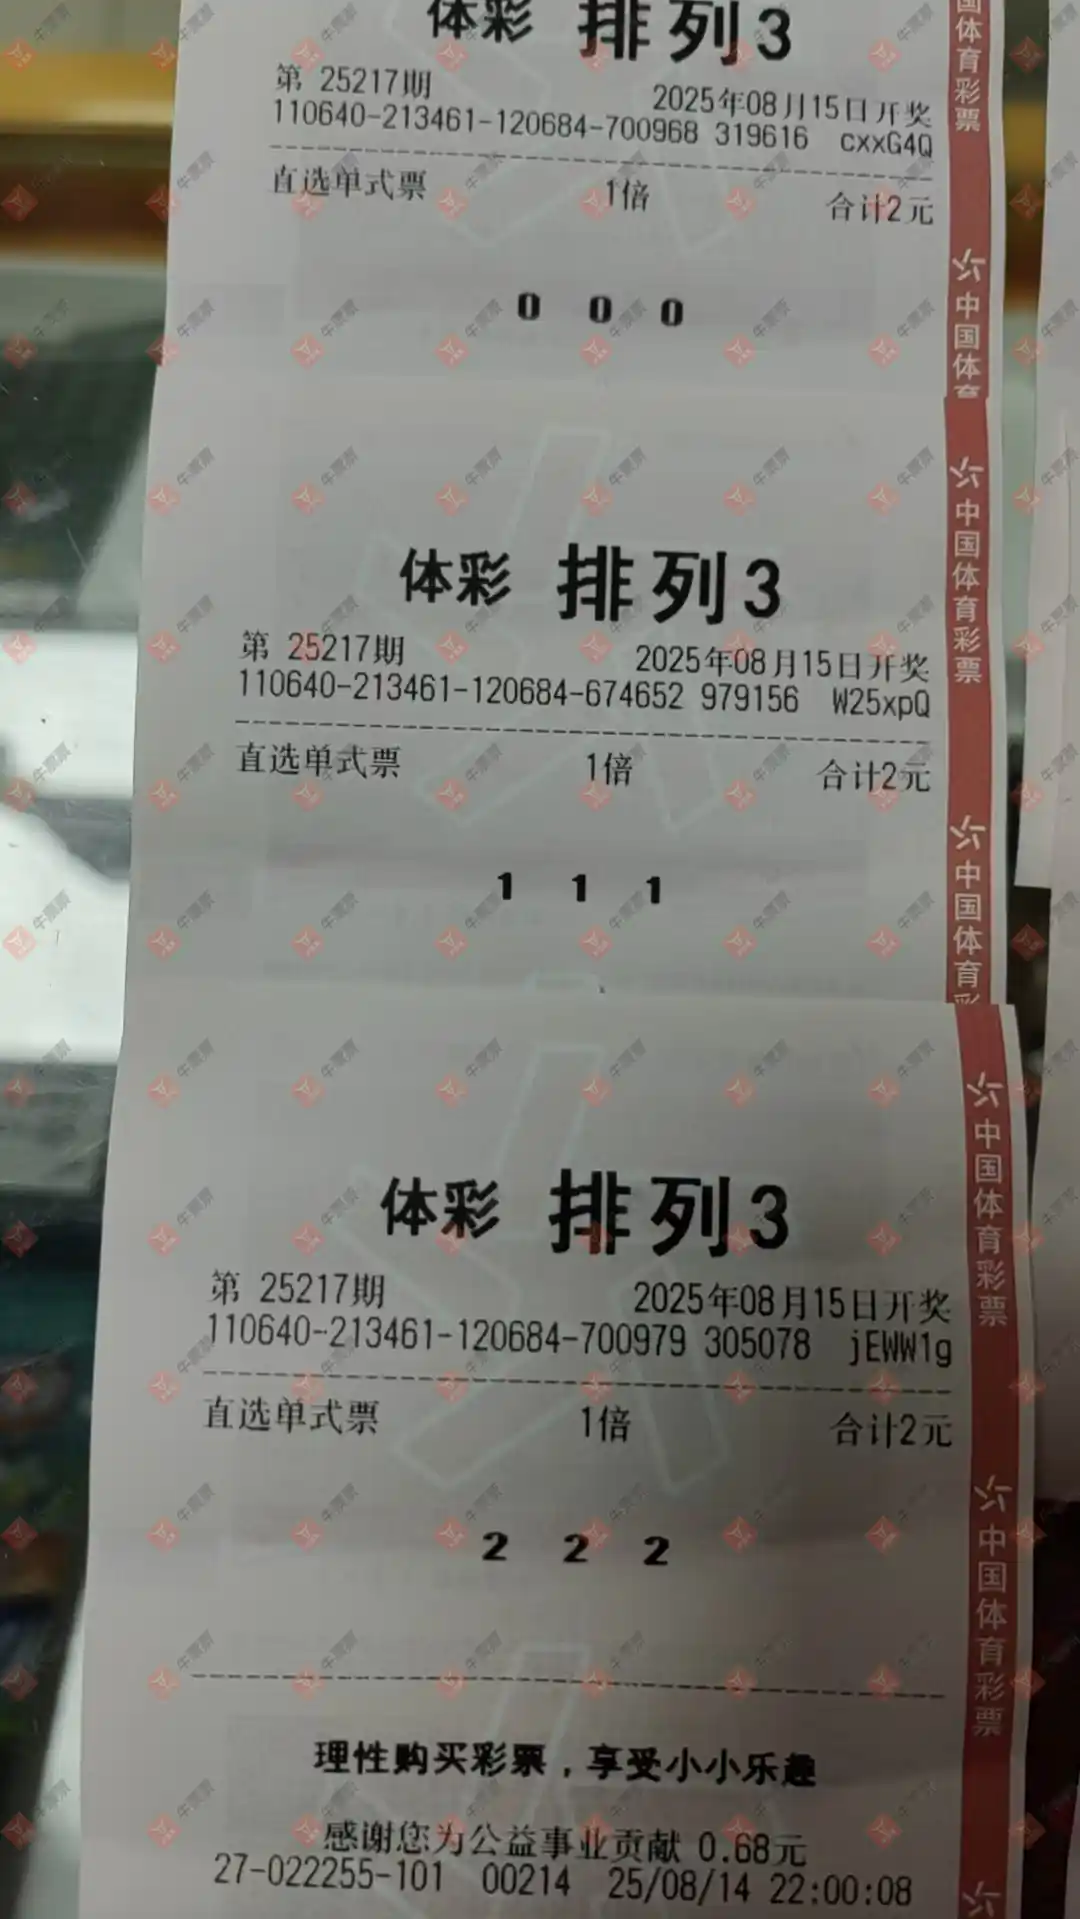 体彩 排列3
第 25217期 2025年08月15日开奖
110640-213461-120684-700968 319616 cxxG4Q
直选单式票 1倍 合计2元
0 0 0
体彩 排列3
第 25217期 2025年08月15日开奖
110640-213461-120684-674652 979156 W25xpQ
直选单式票 1倍 合计2元
1 1 1
体彩 排列3
第 25217期 2025年08月15日开奖
110640-213461-120684-700979 305078 jEWW1g
直选单式票 1倍 合计2元
2 2 2
理性购买彩票，享受小小乐趣
感谢您为公益事业贡献 0.68元
27-022255-101 00214 25/08/14 22:00:08
国体育彩票
中国体育
中国体育彩票
中国体育彩
中国体育彩票
中国体育彩票